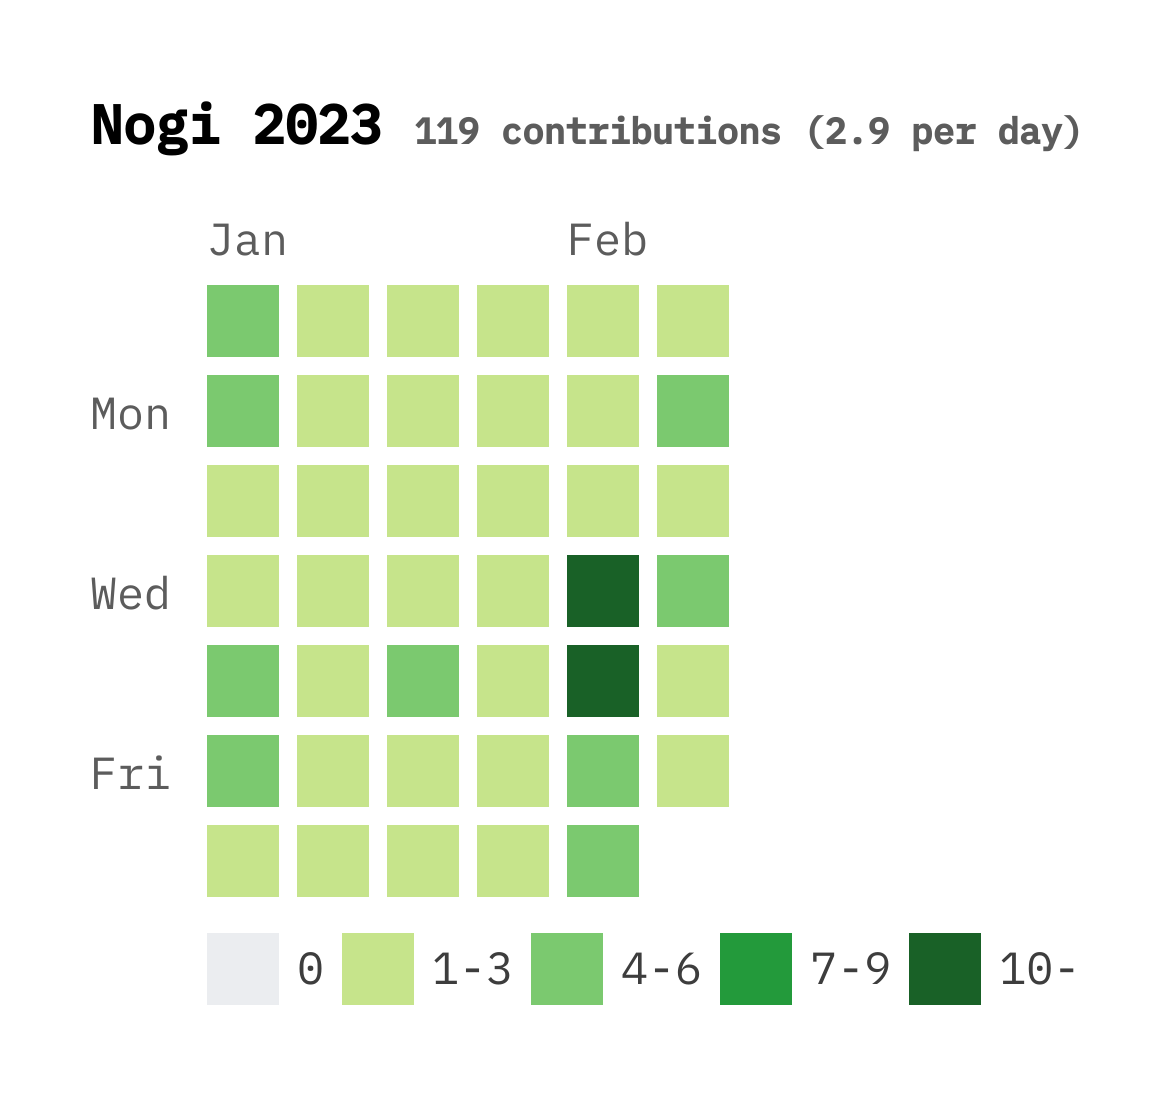 Nogi 2023 119 contributions (2.9 per day)
Jan Feb
Mon
Wed
Fri
0 1-3 4-6 7-9 10-